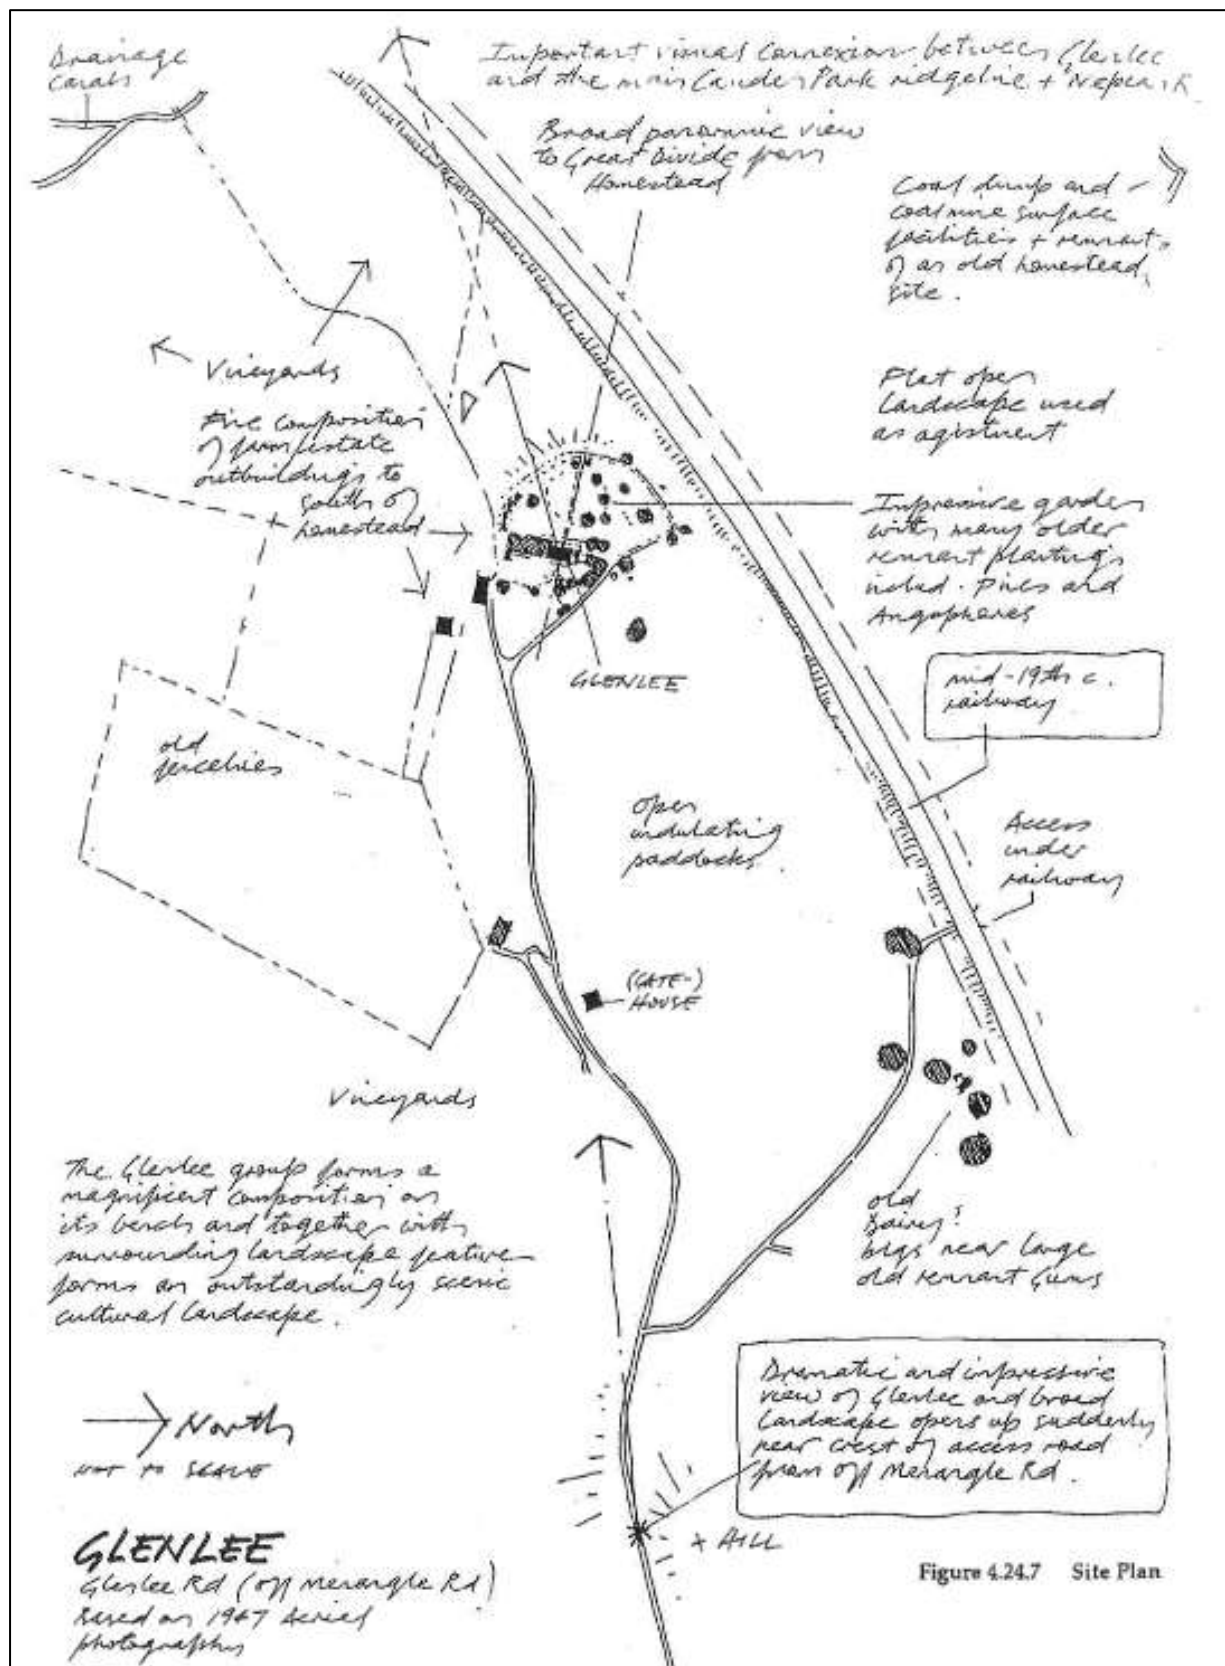 Drainage
canals
Important visual connexion between Glenlee
and the main Camden Park ridgeline + Nepean R.
Broad panoramic view
to Great Divide from
Homestead
Coal dump and
coalmine surface
facilities + remnants
of an old homestead
site.
Vineyards
Fine composition
of farm/estate
outbuildings to
South of
homestead
Flat open
landscape used
as agistment
Impressive garden
with many older
remnant plantings
includ. Pines and
Angopheras
GLENLEE
mid-19th c.
railway
old
fencelines
Open
undulating
paddocks.
Access
under
railway
(GATE-)
HOUSE
Vineyards
The Glenlee group forms a
magnificent composition on
its bench and together with
surrounding landscape feature
forms an outstandingly scenic
cultural landscape.
old
Dairy?
bldgs near large
old remnant Gums
North
NOT TO SCALE
Dramatic and impressive
view of Glenlee and broad
landscape opens up suddenly
near crest of access road
from off Menangle Rd.
+ HILL
GLENLEE
Glenlee Rd (off Menangle Rd)
Based on 1947 Aerial
photography
Figure 4.24.7 Site Plan